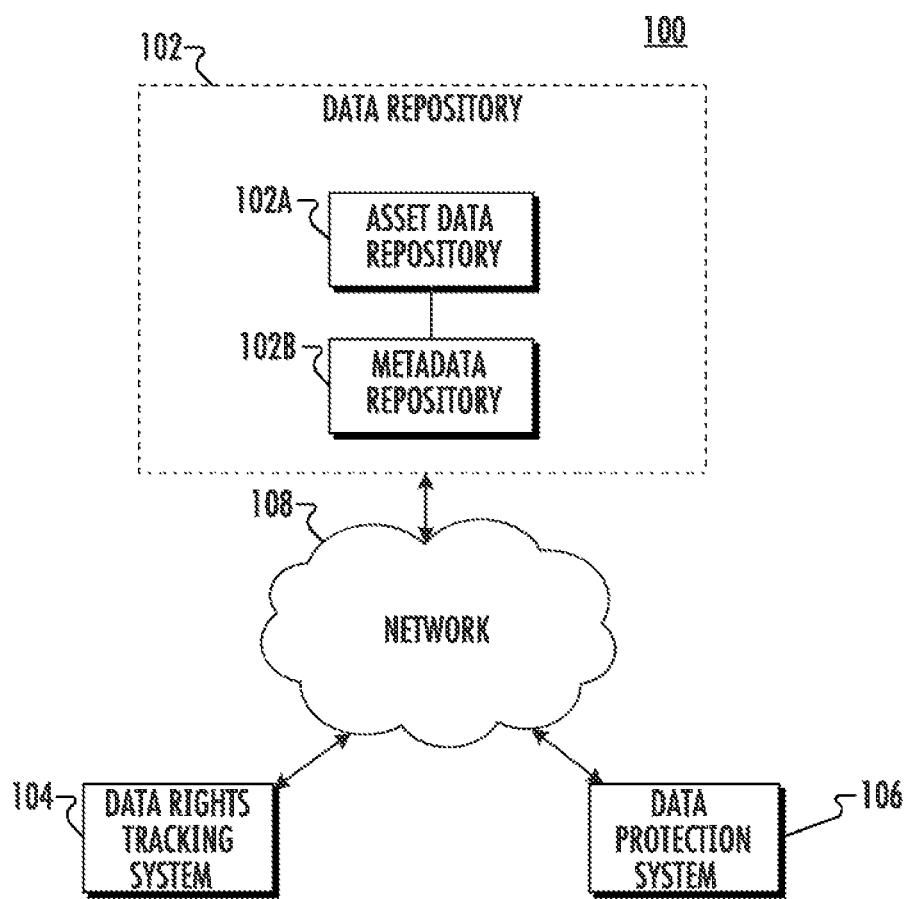 100
102
DATA REPOSITORY
102A
ASSET DATA
REPOSITORY
102B
METADATA
REPOSITORY
108
NETWORK
104
DATA RIGHTS
TRACKING
SYSTEM
DATA
PROTECTION
SYSTEM
106